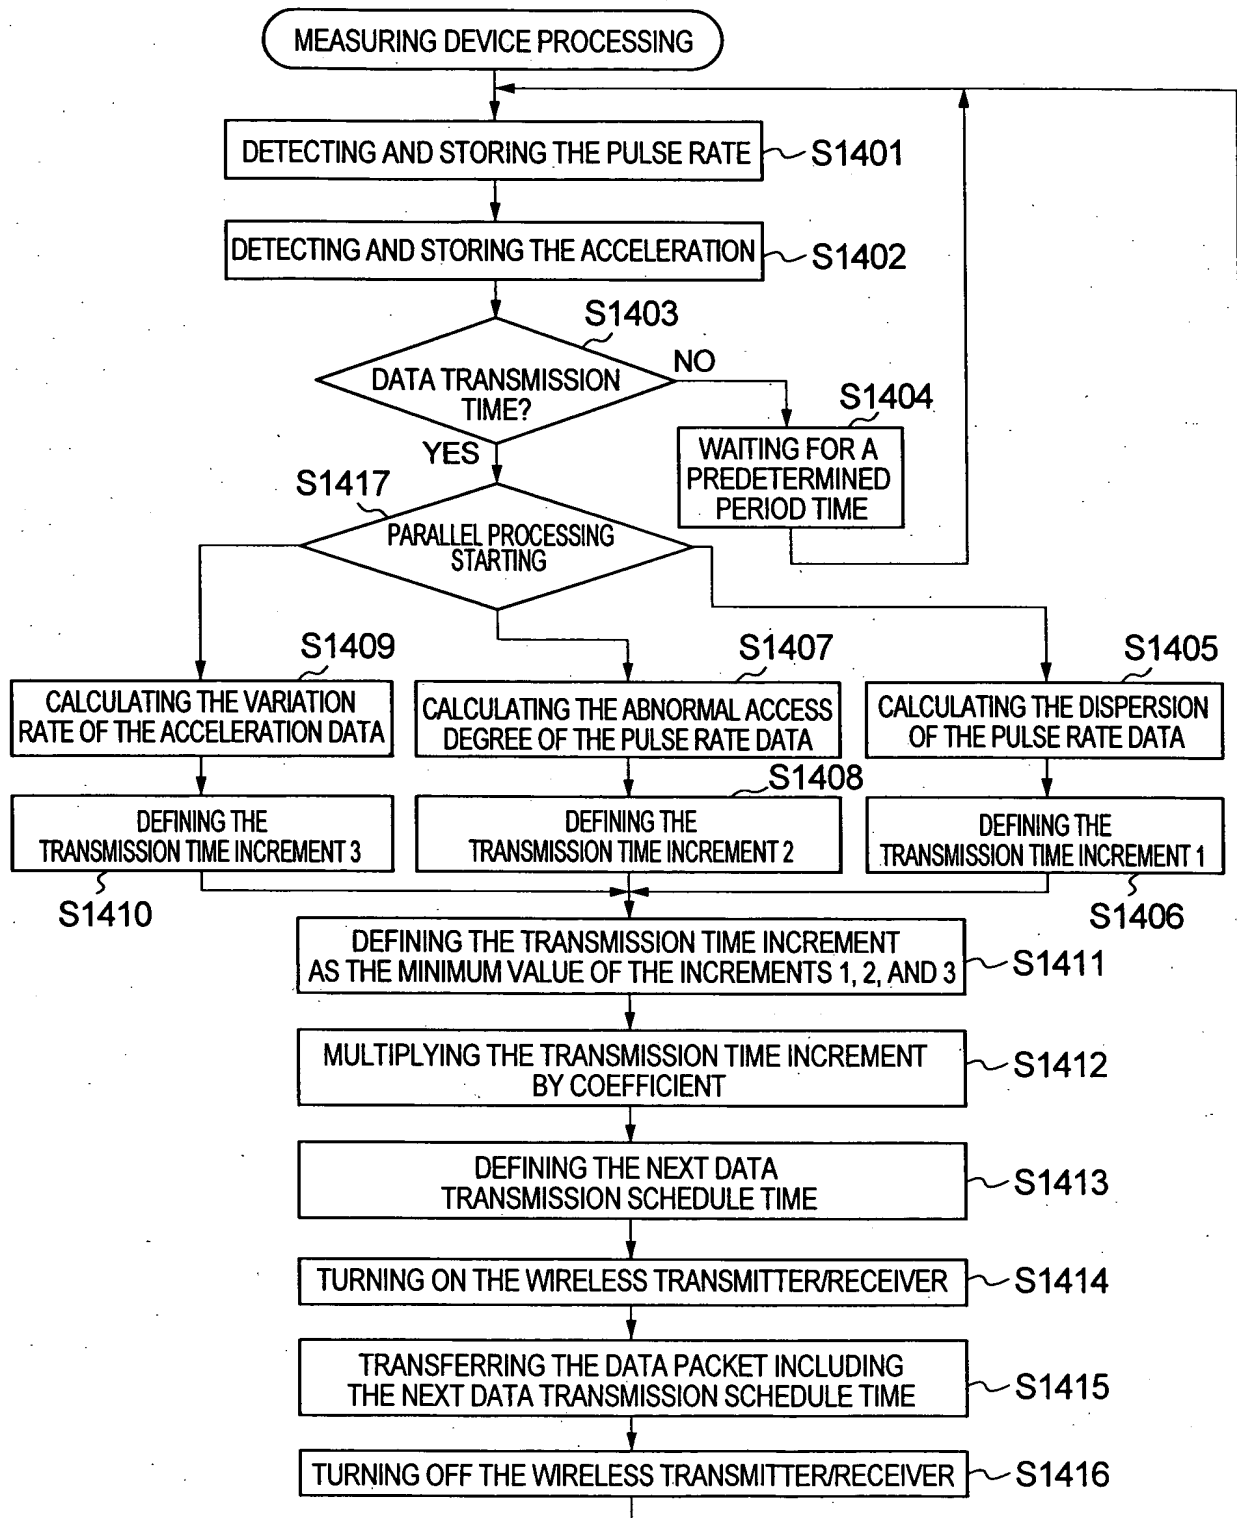 MEASURING DEVICE PROCESSING
DETECTING AND STORING THE PULSE RATE
S1401
DETECTING AND STORING THE ACCELERATION
S1402
S1403
DATA TRANSMISSION
TIME?
NO
YES
S1404
WAITING FOR A
PREDETERMINED
PERIOD TIME
S1417
PARALLEL PROCESSING
STARTING
S1409
CALCULATING THE VARIATION
RATE OF THE ACCELERATION DATA
S1407
CALCULATING THE ABNORMAL ACCESS
DEGREE OF THE PULSE RATE DATA
S1405
CALCULATING THE DISPERSION
OF THE PULSE RATE DATA
DEFINING THE
TRANSMISSION TIME INCREMENT 3
S1410
S1408
DEFINING THE
TRANSMISSION TIME INCREMENT 2
DEFINING THE
TRANSMISSION TIME INCREMENT 1
S1406
DEFINING THE TRANSMISSION TIME INCREMENT
AS THE MINIMUM VALUE OF THE INCREMENTS 1, 2, AND 3
S1411
MULTIPLYING THE TRANSMISSION TIME INCREMENT
BY COEFFICIENT
S1412
DEFINING THE NEXT DATA
TRANSMISSION SCHEDULE TIME
S1413
TURNING ON THE WIRELESS TRANSMITTER/RECEIVER
S1414
TRANSFERRING THE DATA PACKET INCLUDING
THE NEXT DATA TRANSMISSION SCHEDULE TIME
S1415
TURNING OFF THE WIRELESS TRANSMITTER/RECEIVER
S1416